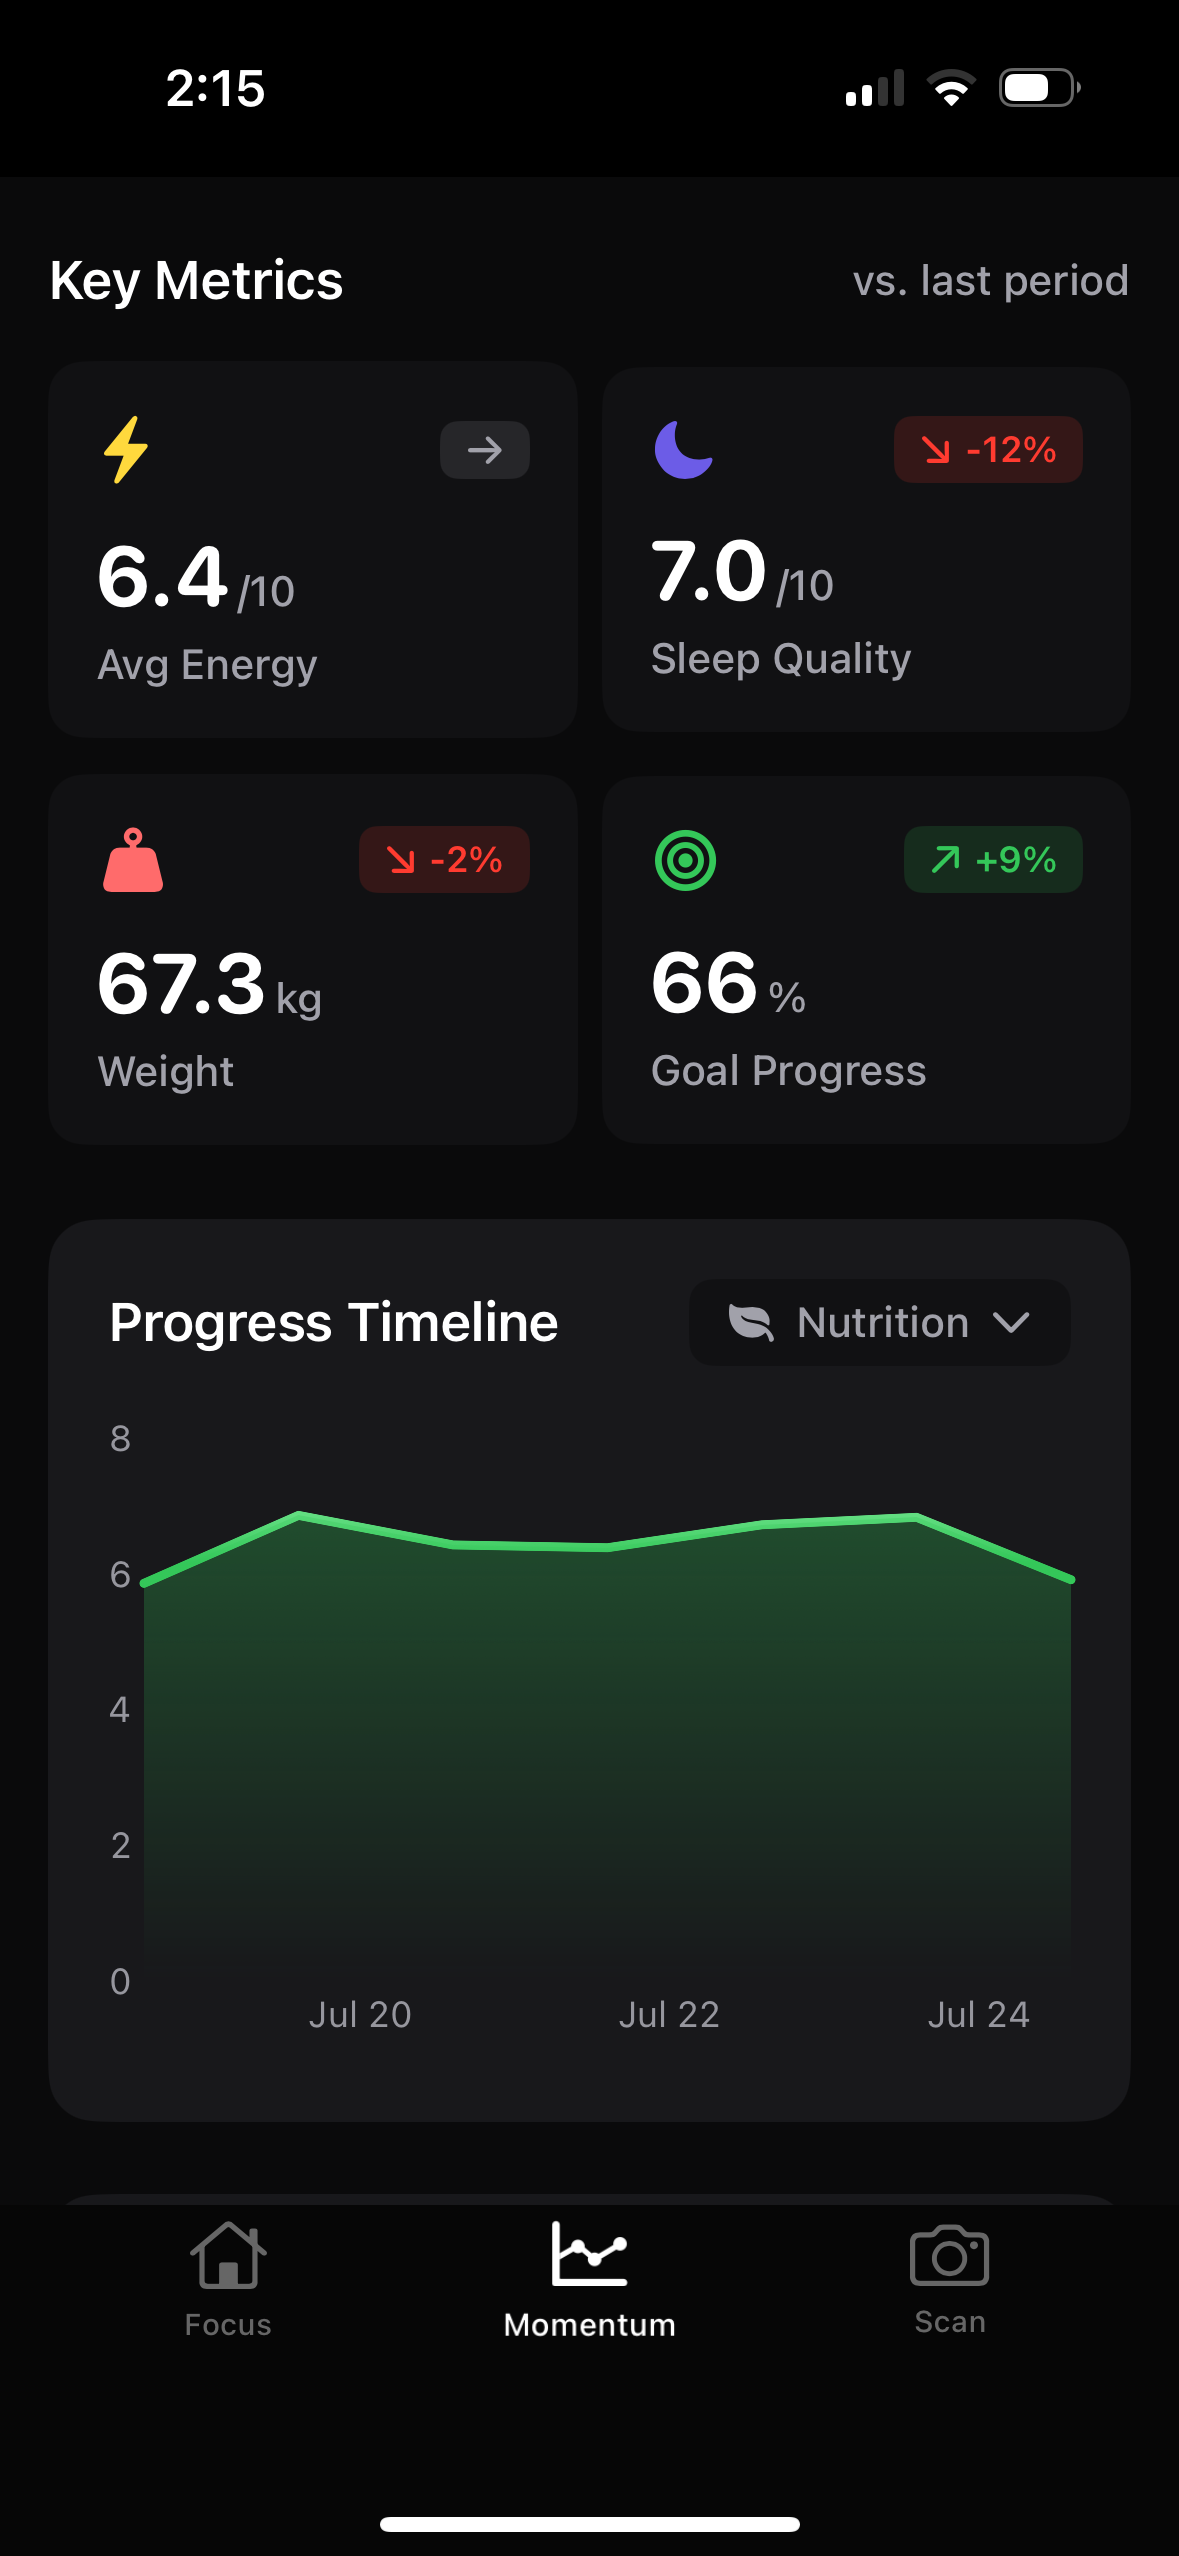 2:15
Key Metrics
vs. last period
6.4 /10
Avg Energy
-12%
7.0 /10
Sleep Quality
-2%
67.3 kg
Weight
+9%
66 %
Goal Progress
Progress Timeline
Nutrition
8
6
4
2
0
Jul 20
Jul 22
Jul 24
Focus
Momentum
Scan